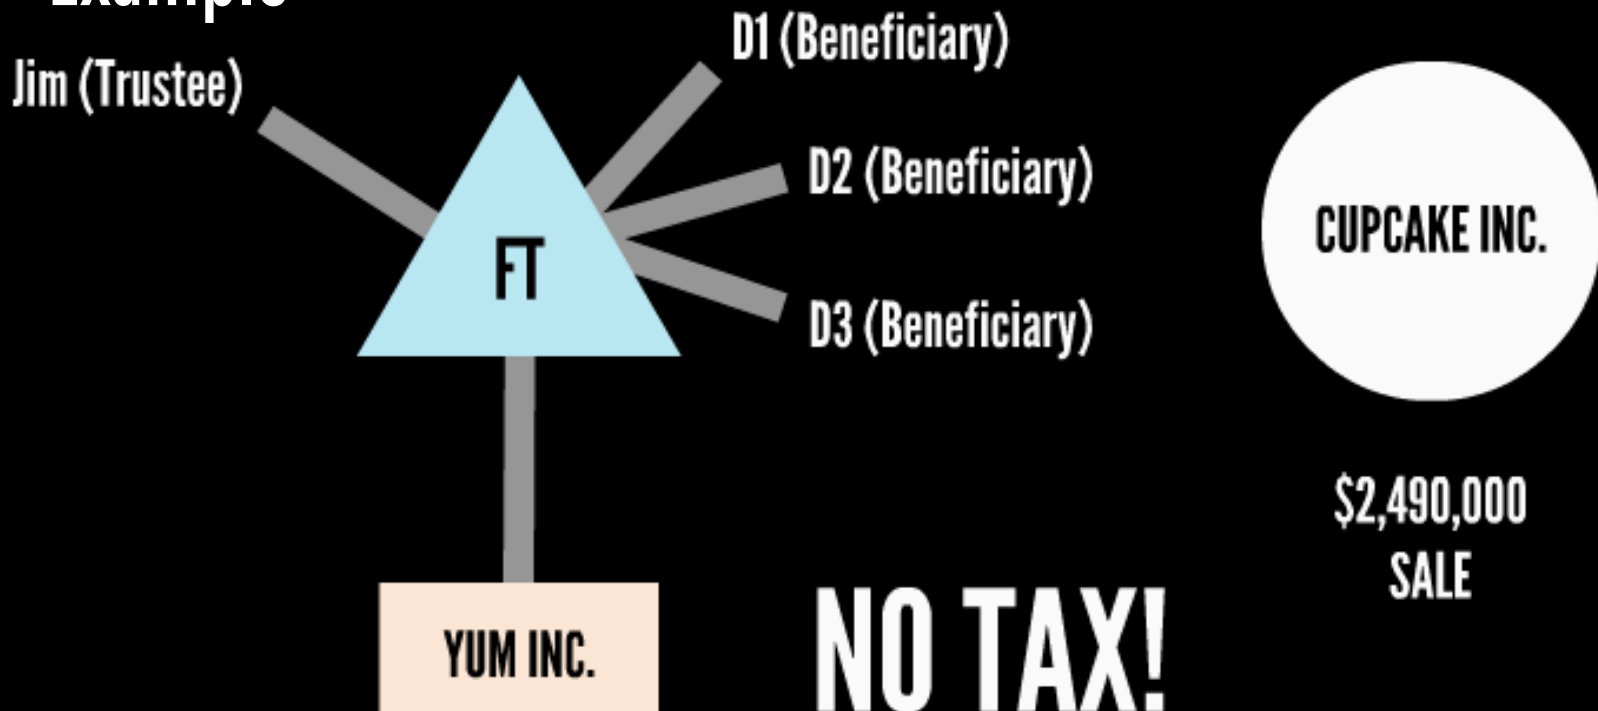 Example
Jim (Trustee)
D1 (Beneficiary)
D2 (Beneficiary)
D3 (Beneficiary)
FT
CUPCAKE INC.
$2,490,000
SALE
YUM INC.
NO TAX!